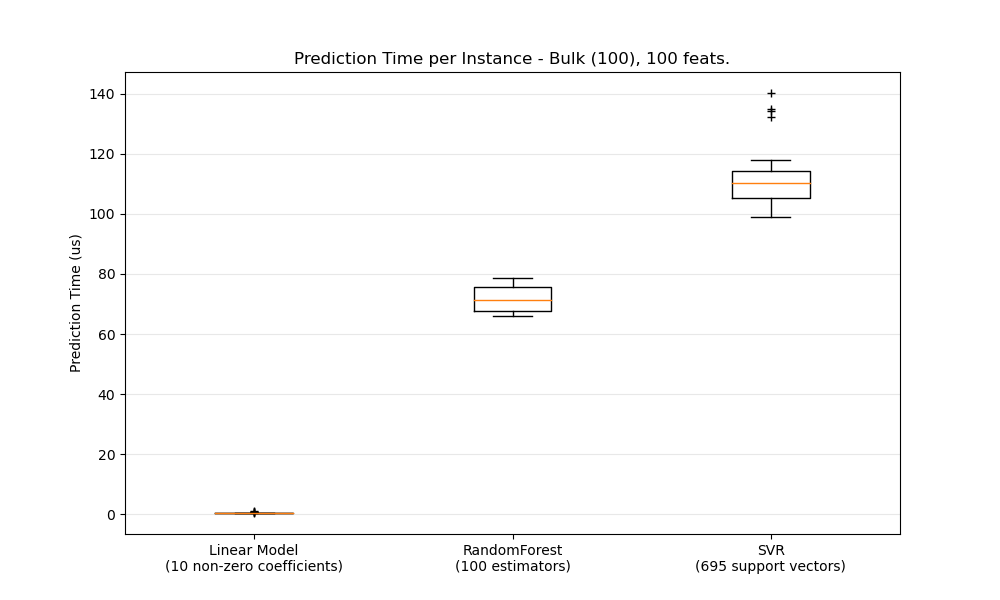 Prediction Time per Instance - Bulk (100), 100 feats.
Prediction Time (us)
140
120
100
80
60
40
20
0
Linear Model
(10 non-zero coefficients)
RandomForest
(100 estimators)
SVR
(695 support vectors)